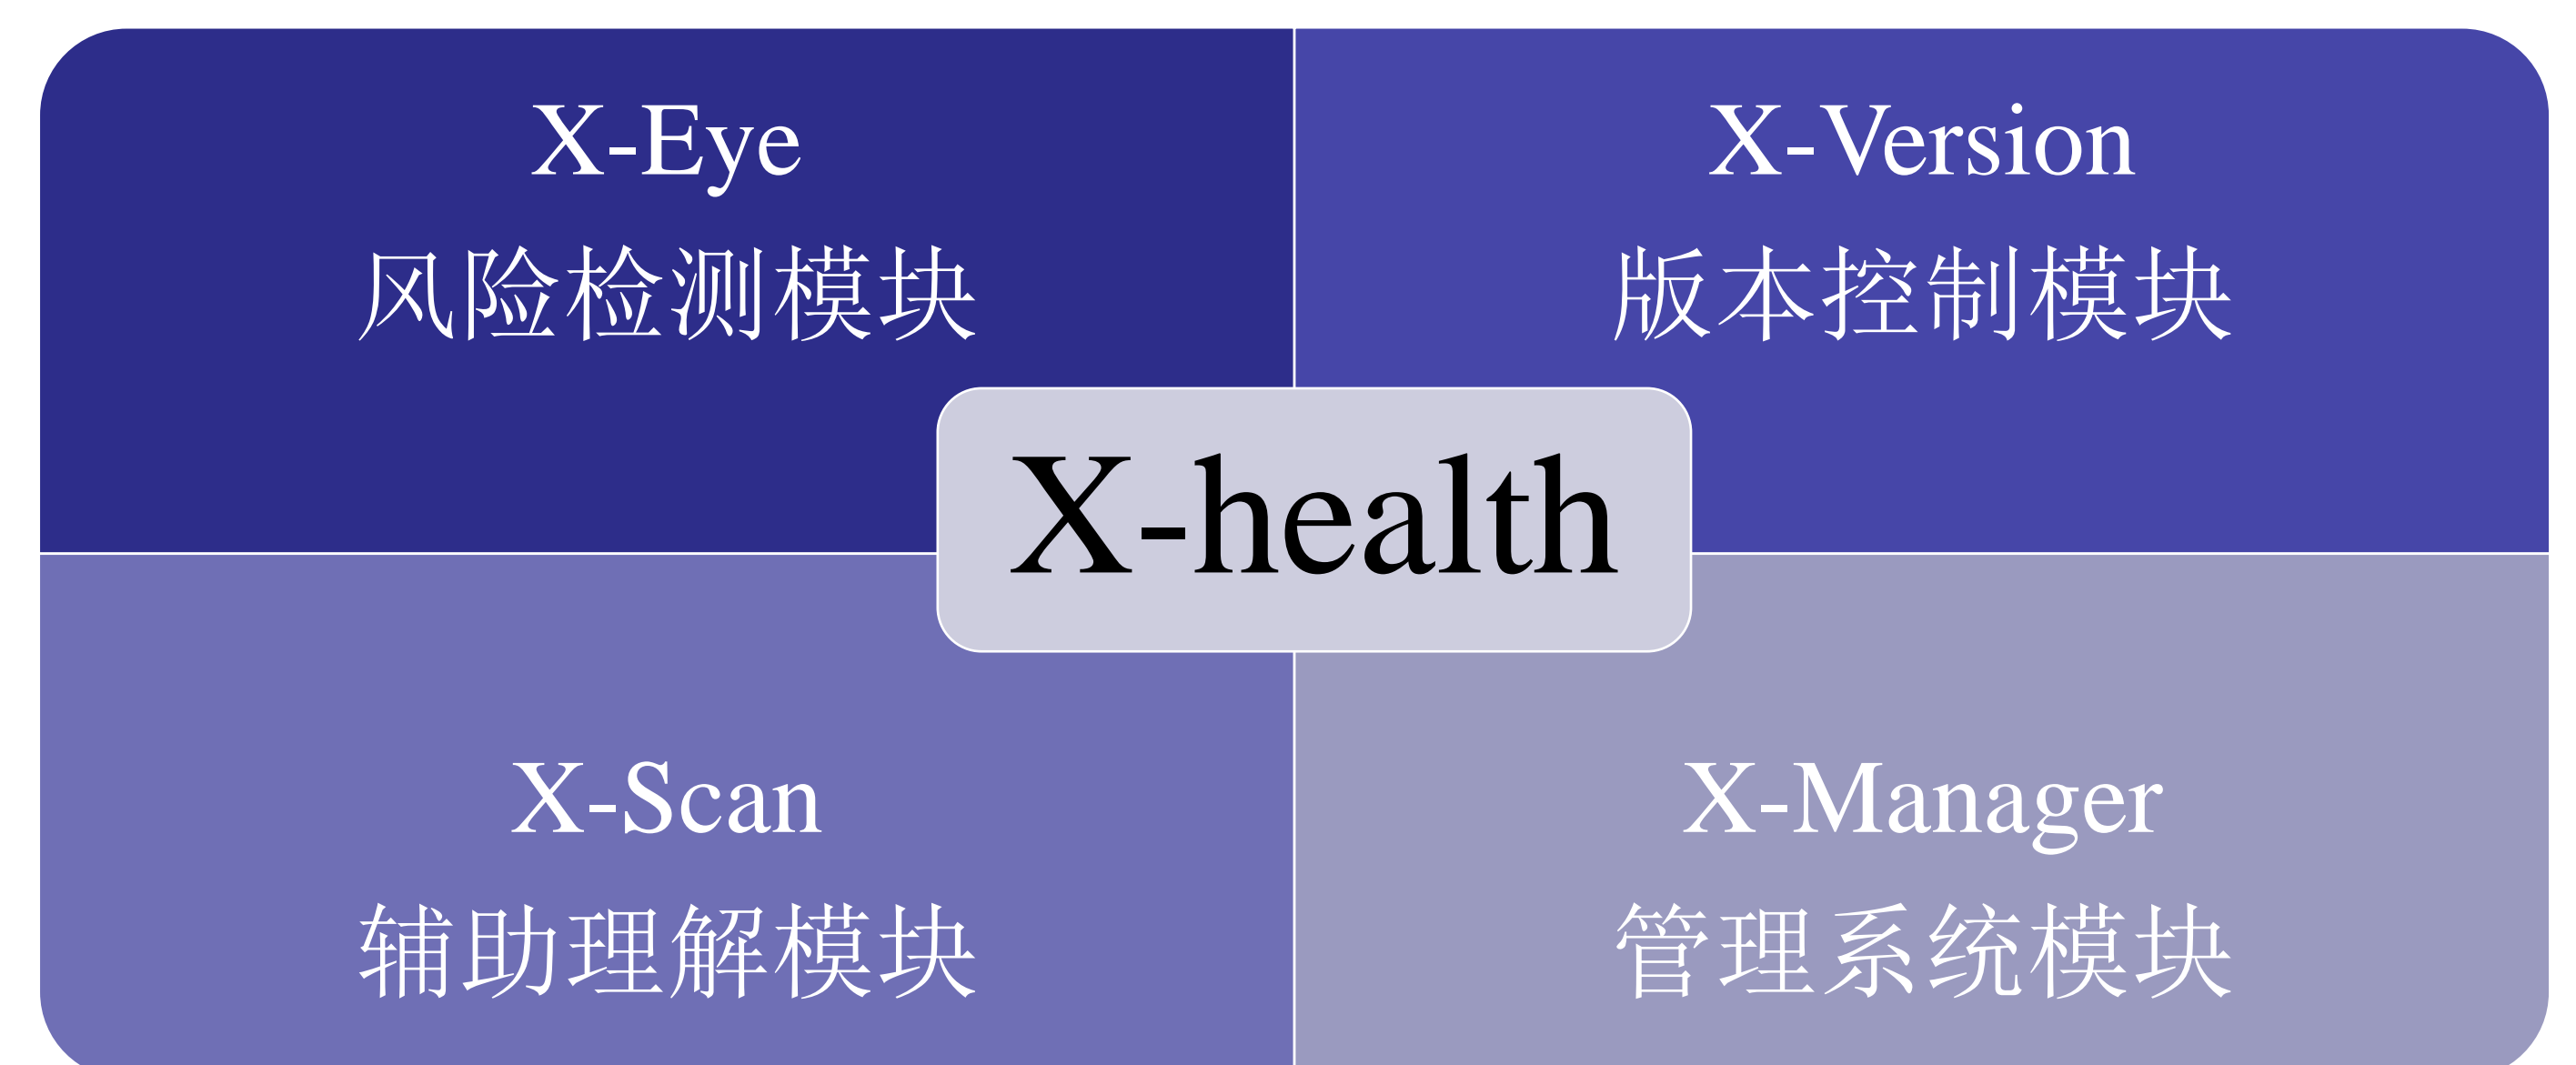 X-Eye
风险检测模块
X-Version
版本控制模块
X-health
X-Scan
辅助理解模块
X-Manager
管理系统模块